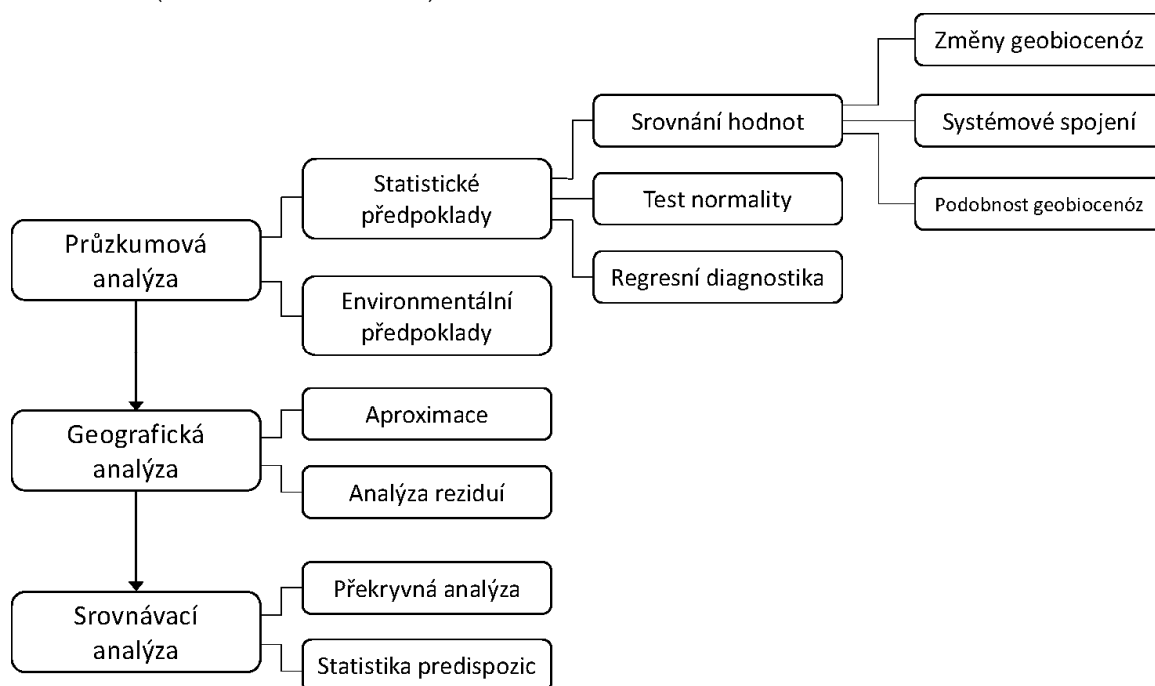 Změny geobiocenóz
Srovnání hodnot
Systémové spojení
Statistické
předpoklady
Test normality
Podobnost geobiocenóz
Průzkumová
analýza
Regresní diagnostika
Environmentální
předpoklady
Aproximace
Geografická
analýza
Analýza reziduí
Překryvná analýza
Srovnávací
analýza
Statistika predispozic